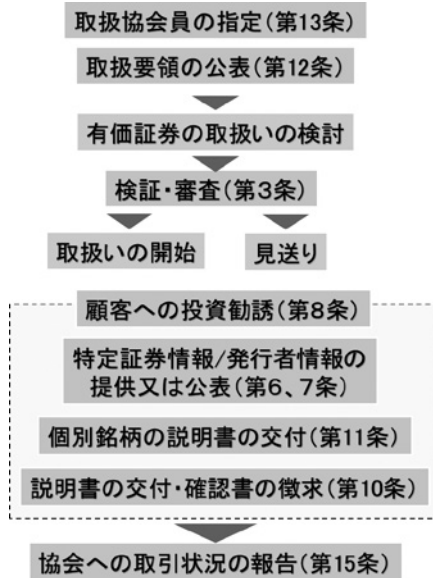 取扱協会員の指定(第13条)
取扱要領の公表(第12条)
有価証券の取扱いの検討
検証・審査(第3条)
取扱いの開始
見送り
顧客への投資勧誘(第8条)
特定証券情報/発行者情報の
提供又は公表(第6、7条)
個別銘柄の説明書の交付(第11条)
説明書の交付・確認書の徴求(第10条)
協会への取引状況の報告(第15条)